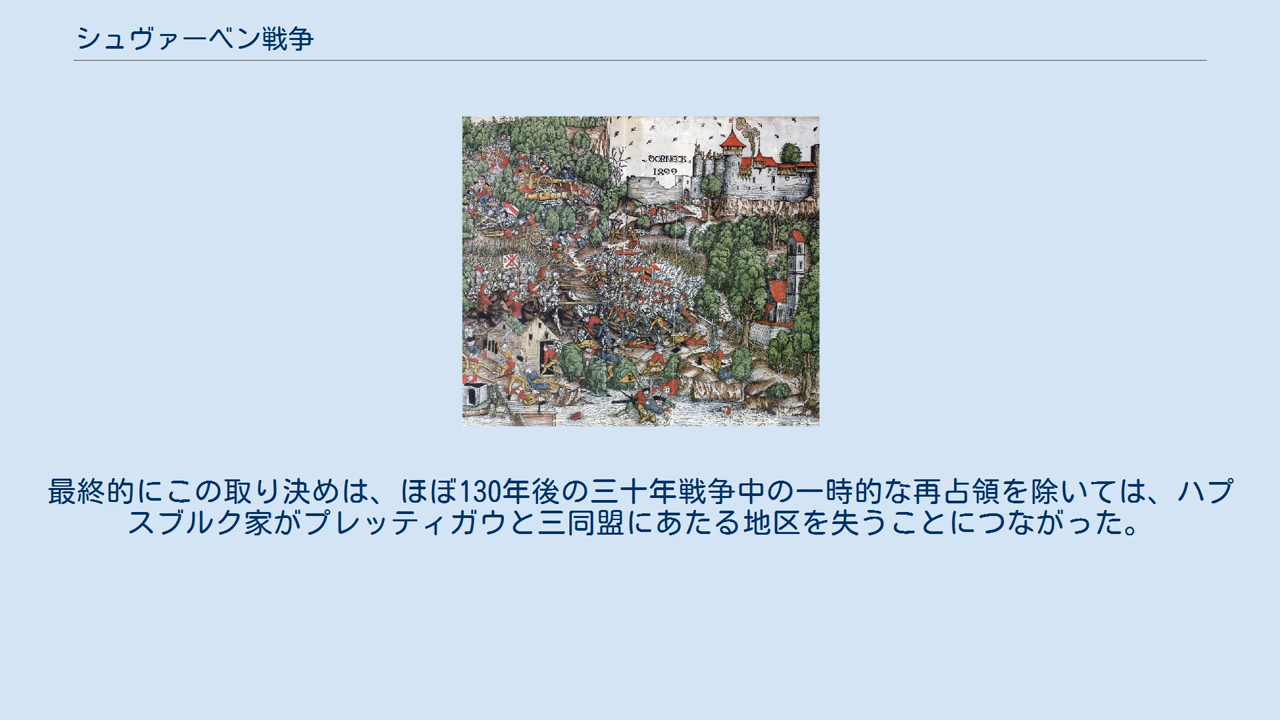 シュヴァーベン戦争
DORNECK
1899
最終的にこの取り決めは、ほぼ130年後の三十年戦争中の一時的な再占領を除いては、ハプ
スブルク家がプレッティガウと三同盟にあたる地区を失うことにつながった。